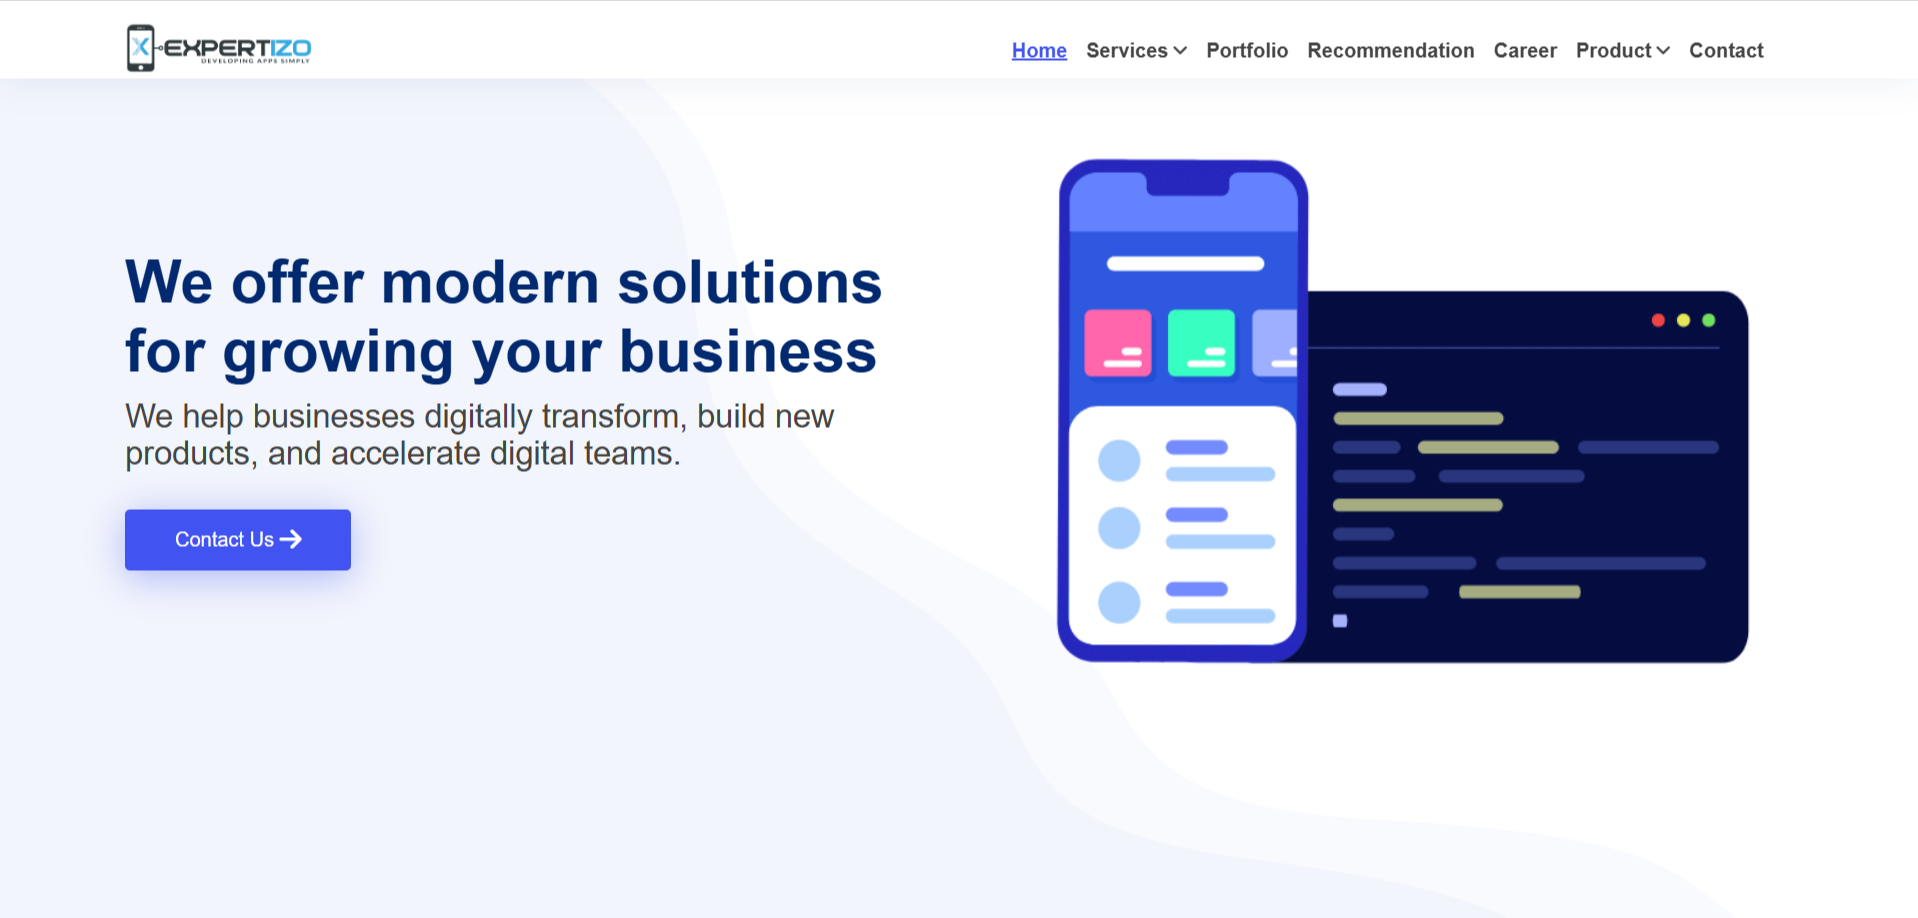 EXPERTIZO
DEVELOPING APPS SIMPLY
Home Services Portfolio Recommendation Career Product Contact
We offer modern solutions
for growing your business
We help businesses digitally transform, build new
products, and accelerate digital teams.
Contact Us